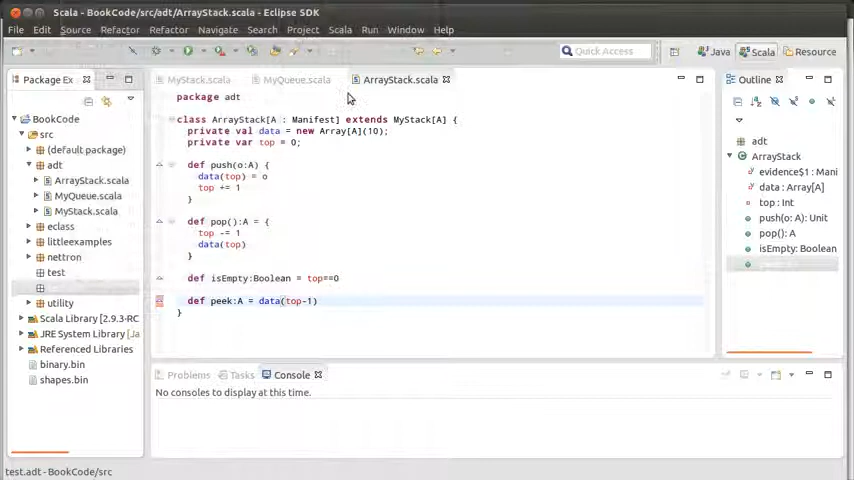 Scala - BookCode/src/adt/ArrayStack.scala - Eclipse SDK
File Edit Source Refactor Refactor Navigate Search Project Scala Run Window Help
Quick Access Java Scala Resource
Package Ex MyStack.scala MyQueue.scala ArrayStack.scala Outline
BookCode
src
(default package)
adt
ArrayStack.scala
MyQueue.scala
MyStack.scala
eclass
littleexamples
nettron
test
utility
Scala Library [2.9.3-RC
JRE System Library [Ja
Referenced Libraries
binary.bin
shapes.bin
package adt
class ArrayStack[A : Manifest] extends MyStack[A] {
private val data = new Array[A](10);
private var top = 0;
def push(o:A) {
data(top) = o
top += 1
}
def pop():A = {
top -= 1
data(top)
}
def isEmpty:Boolean = top==0
def peek:A = data(top-1)
}
adt
ArrayStack
evidence$1 : Mani
data : Array[A]
top : Int
push(o: A): Unit
pop(): A
isEmpty: Boolean
Problems Tasks Console
No consoles to display at this time.
test.adt - BookCode/src